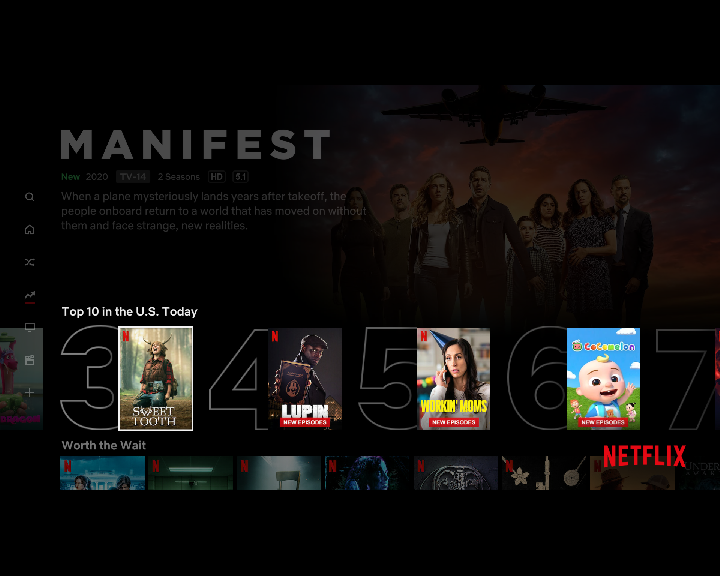 MANIFEST
New 2020 TV-14 2 Seasons HD 5.1
When a plane mysteriously lands years after takeoff, the
people onboard return to a world that has moved on without
them and face strange, new realities.
Top 10 in the U.S. Today
3
N
SWEET
TOOTH
4
N
LUPIN
NEW EPISODES
5
N
WORKIN' MOMS
NEW EPISODES
6
CoComelon
NEW EPISODES
7
Worth the Wait
NETFLIX
N
N
N
N
N
N
N